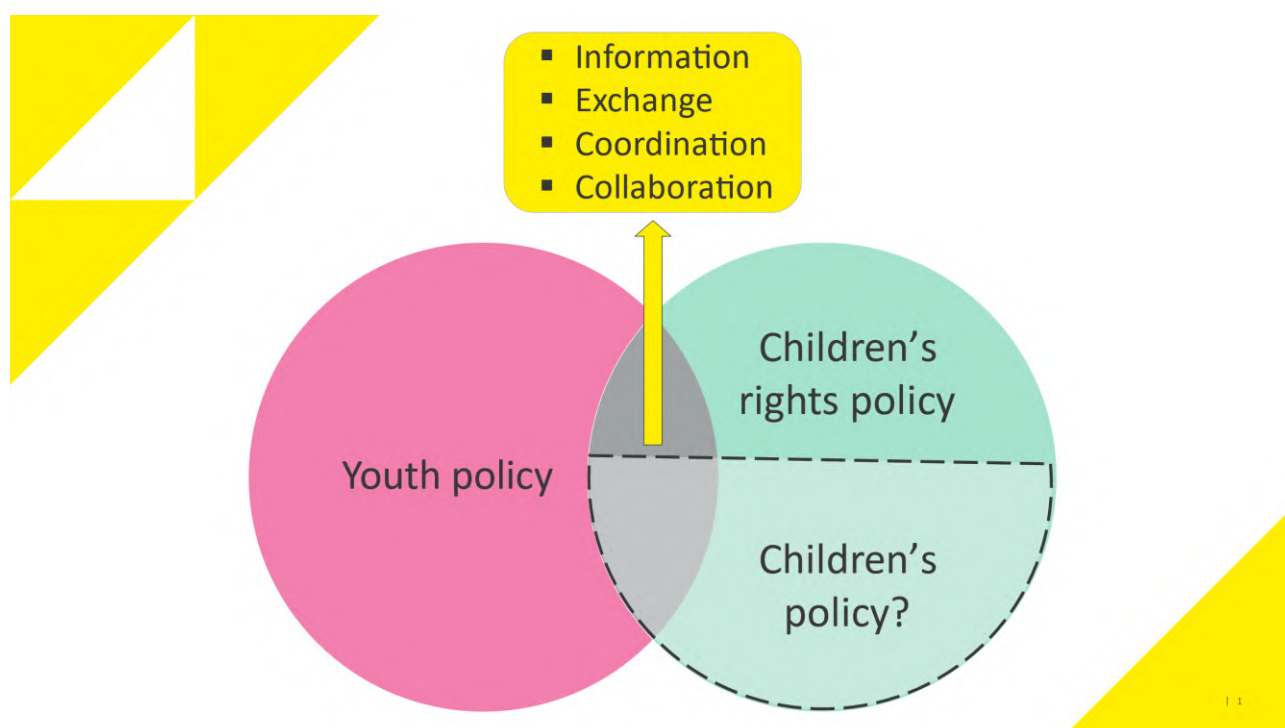 ▪ Information
▪ Exchange
▪ Coordination
▪ Collaboration
Children's
rights policy
Youth policy
Children's
policy?
| 1